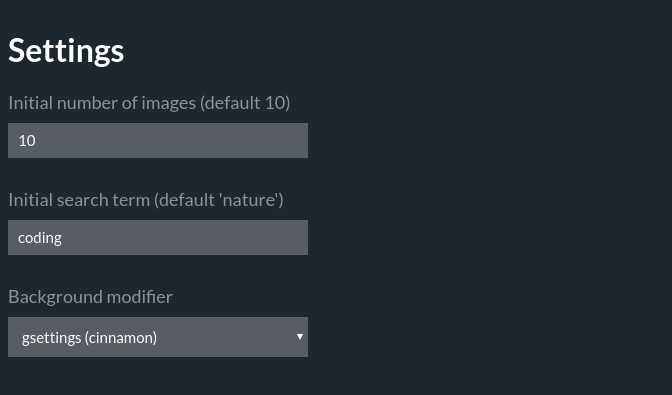 Settings
Initial number of images (default 10)
10
Initial search term (default 'nature')
coding
Background modifier
gsettings (cinnamon)